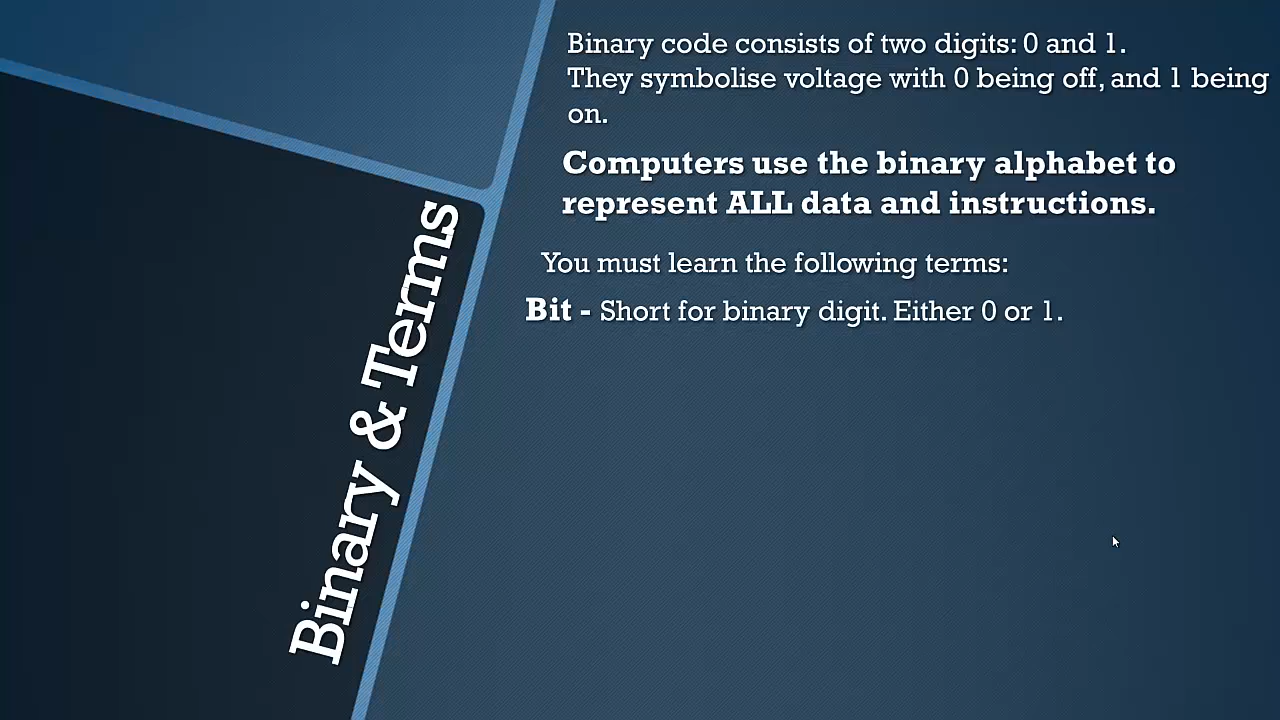 Binary & Terms
Binary code consists of two digits: 0 and 1.
They symbolise voltage with 0 being off, and 1 being
on.
Computers use the binary alphabet to
represent ALL data and instructions.
You must learn the following terms:
Bit - Short for binary digit. Either 0 or 1.